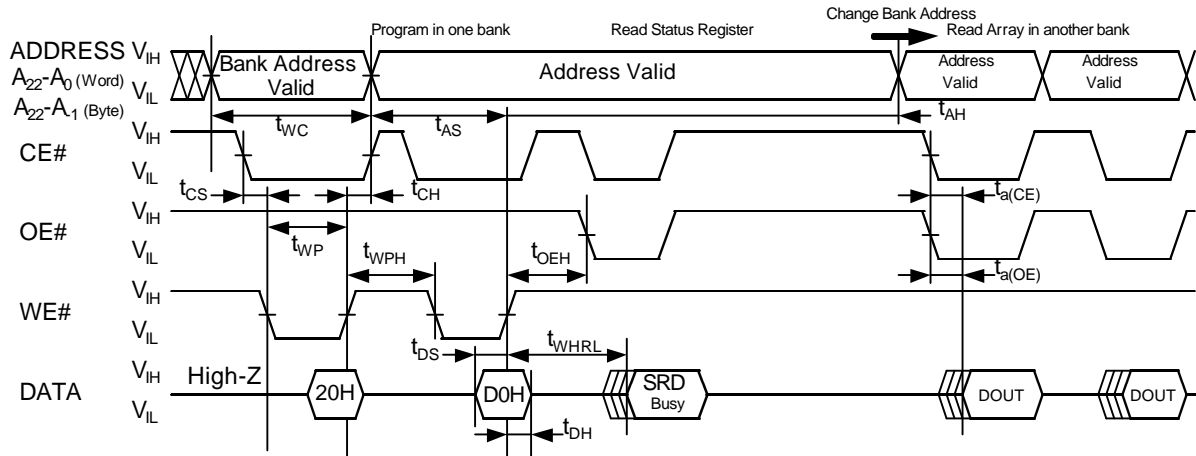 Change Bank Address
Program in one bank Read Status Register Read Array in another bank
ADDRESS VIH
A22-A0 (Word)
A22-A-1 (Byte) VIL
Bank Address Valid
Address Valid
Address Valid
Address Valid
tWC tAS tAH
CE# VIH
VIL
tCS tCH ta(CE)
OE# VIH
VIL
tWP tWPH tOEH ta(OE)
WE# VIH
VIL
tDS tWHRL
DATA VIH
VIL
High-Z 20H D0H SRD Busy DOUT DOUT
tDH